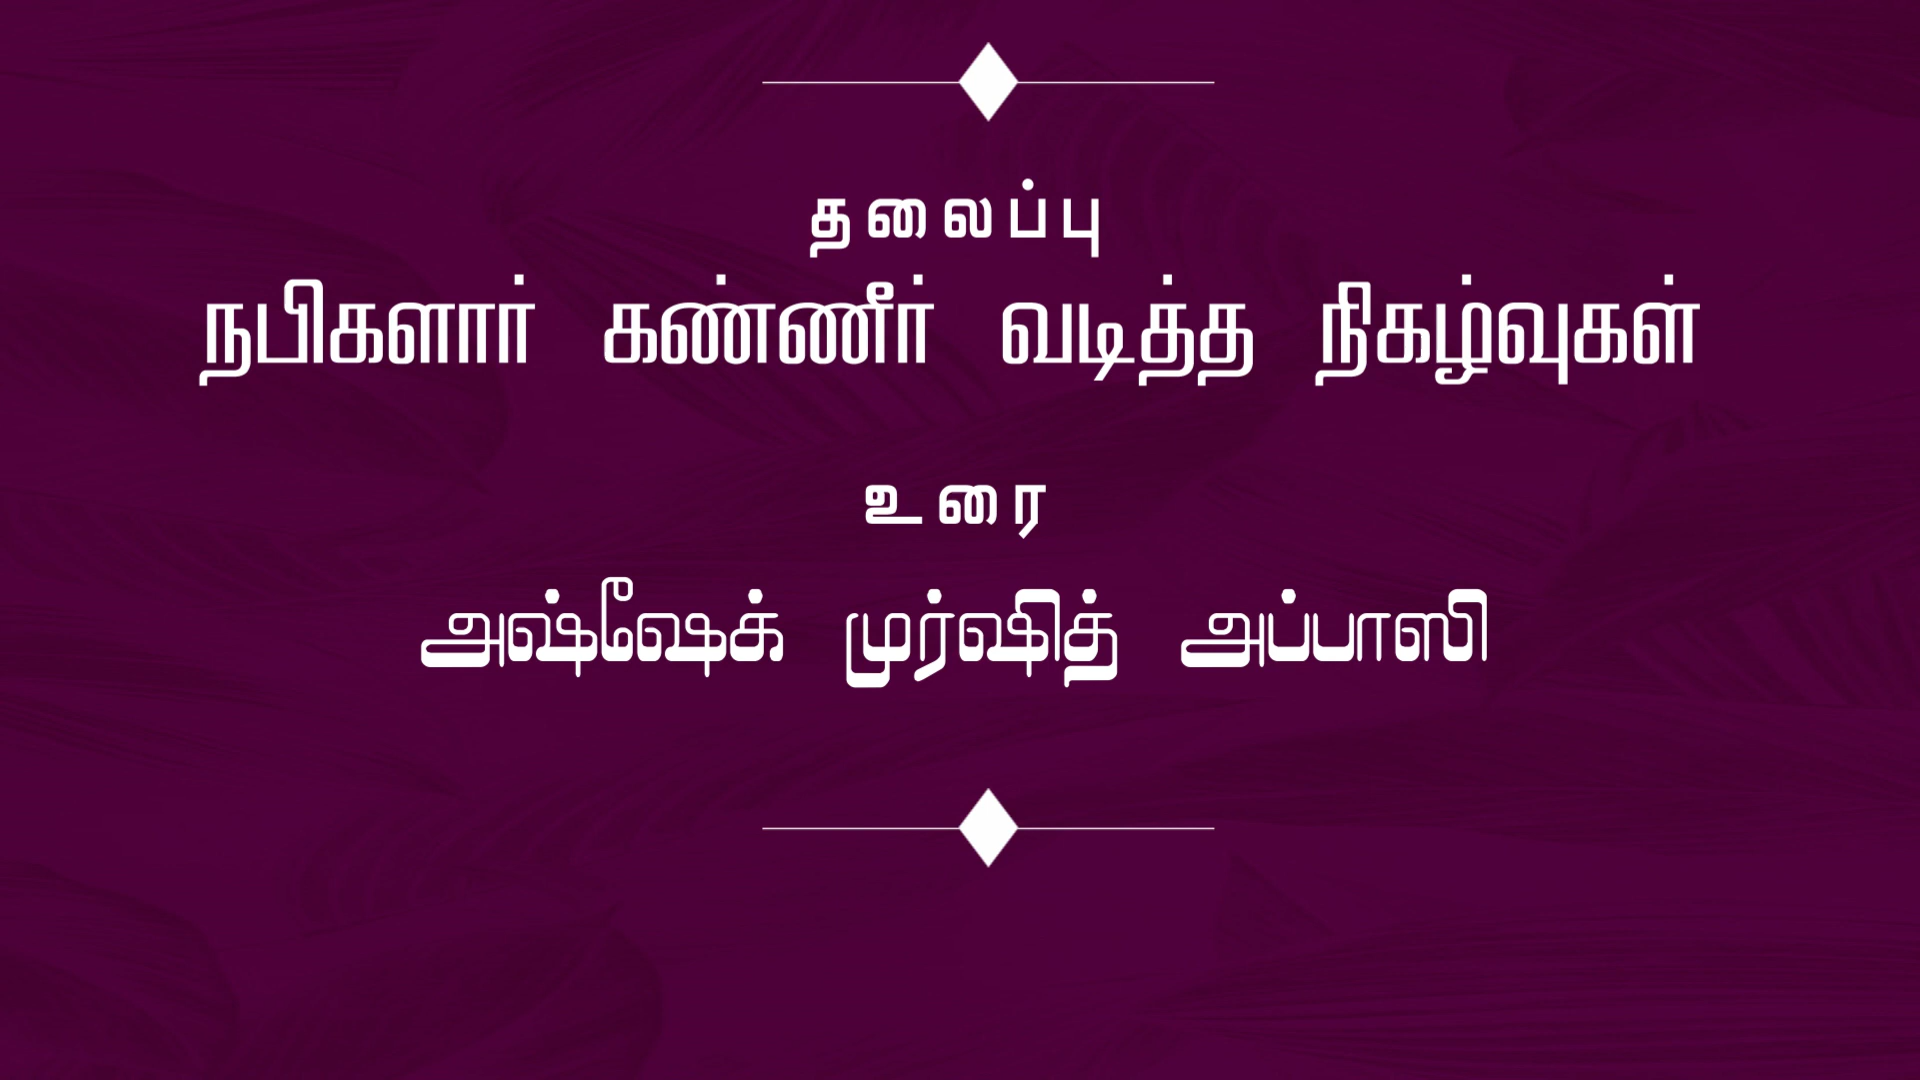 தலைப்பு
நபிகளார் கண்ணீர் வடித்த நிகழ்வுகள்
உரை
அஷ்ஷேக் முர்ஷித் அப்பாஸி